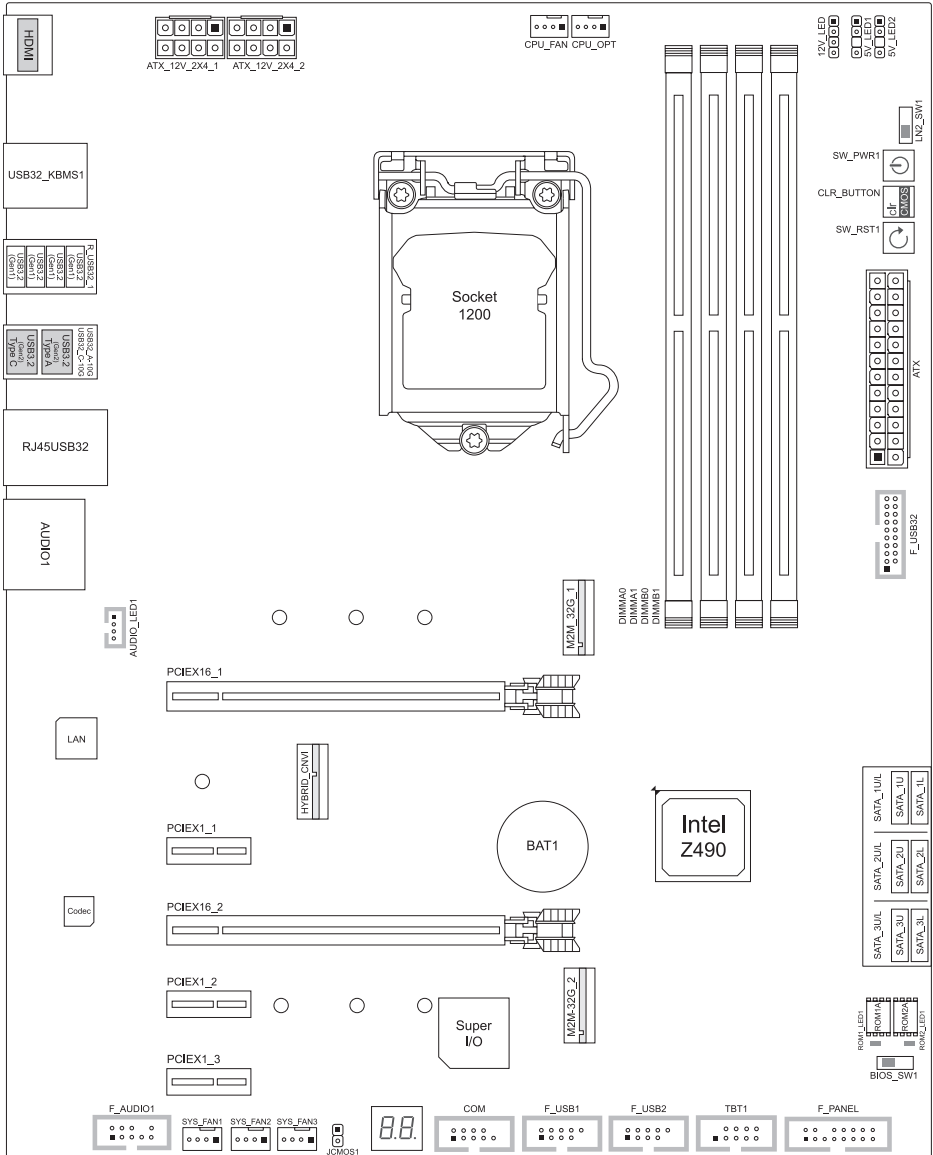 HDMI
ATX_12V_2X4_1
ATX_12V_2X4_2
CPU_FAN
CPU_OPT
12V_LED
5V_LED1
5V_LED2
LN2_SW1
SW_PWR1
CLR_BUTTON
clr
CMOS
SW_RST1
USB32_KBMS1
R_USB32_1
USB3.2
(Gen1)
USB3.2
(Gen1)
USB3.2
(Gen1)
USB3.2
(Gen1)
USB32_A-10G
USB32_C-10G
USB3.2
(Gen2)
Type A
USB3.2
(Gen2)
Type C
Socket
1200
ATX
RJ45USB32
AUDIO1
F_USB32
AUDIO_LED1
M2M_32G_1
DIMMA0
DIMMA1
DIMMB0
DIMMB1
PCIEX16_1
LAN
HYBRID_CNVI
PCIEX1_1
BAT1
Intel
Z490
SATA_1U/L
SATA_1U
SATA_1L
SATA_2U/L
SATA_2U
SATA_2L
SATA_3U/L
SATA_3U
SATA_3L
Codec
PCIEX16_2
PCIEX1_2
M2M-32G_2
Super
I/O
ROM1_LED1
ROM1A
ROM2A
ROM2_LED1
BIOS_SW1
PCIEX1_3
F_AUDIO1
SYS_FAN1
SYS_FAN2
SYS_FAN3
JCMOS1
8.8.
COM
F_USB1
F_USB2
TBT1
F_PANEL